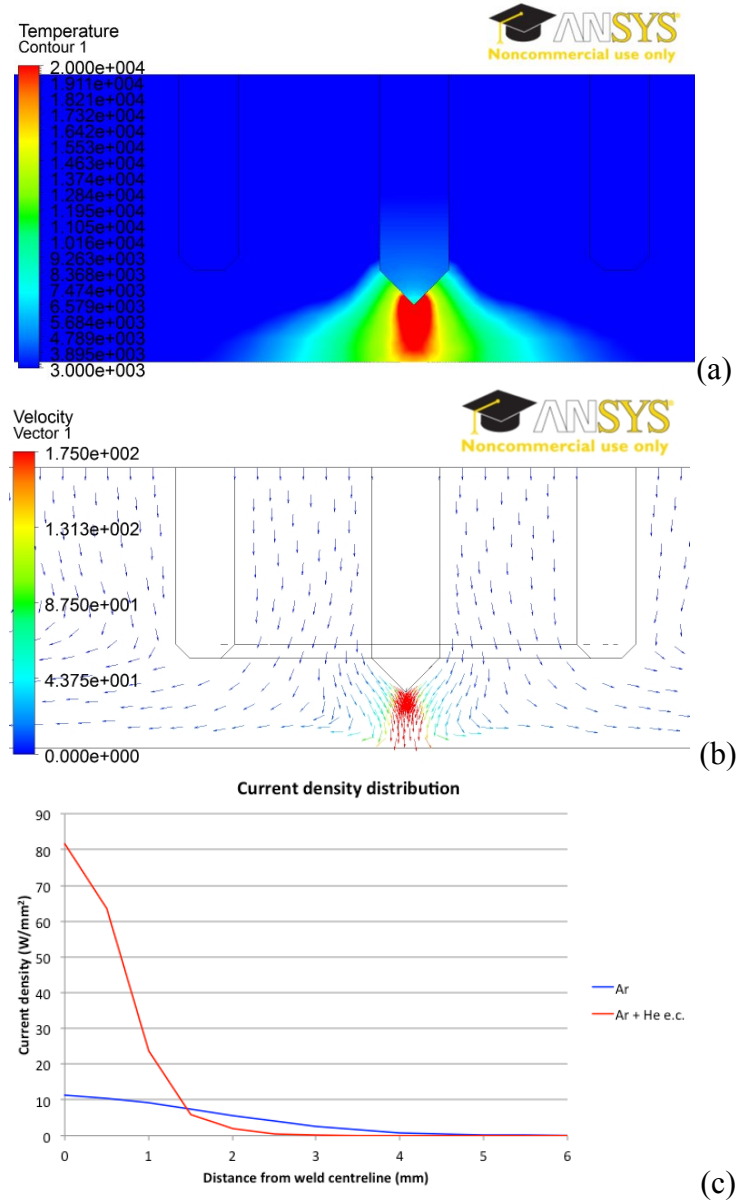 Temperature
Contour 1
ANSYS
Noncommercial use only
2.000e+004
1.911e+004
1.821e+004
1.732e+004
1.642e+004
1.553e+004
1.463e+004
1.374e+004
1.284e+004
1.195e+004
1.105e+004
1.016e+004
9.263e+003
8.368e+003
7.474e+003
6.579e+003
5.684e+003
4.789e+003
3.895e+003
3.000e+003
(a)
Velocity
Vector 1
ANSYS
Noncommercial use only
1.750e+002
1.313e+002
8.750e+001
4.375e+001
0.000e+000
(b)
Current density distribution
Current density (W/mm²)
90
80
70
60
50
40
30
20
10
0
0 1 2 3 4 5 6
Distance from weld centreline (mm)
Ar
Ar + He e.c.
(c)